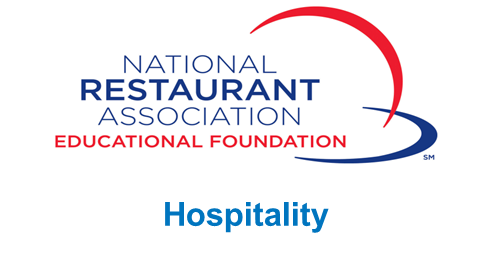 NATIONAL
RESTAURANT
ASSOCIATION
EDUCATIONAL FOUNDATION
SM
Hospitality